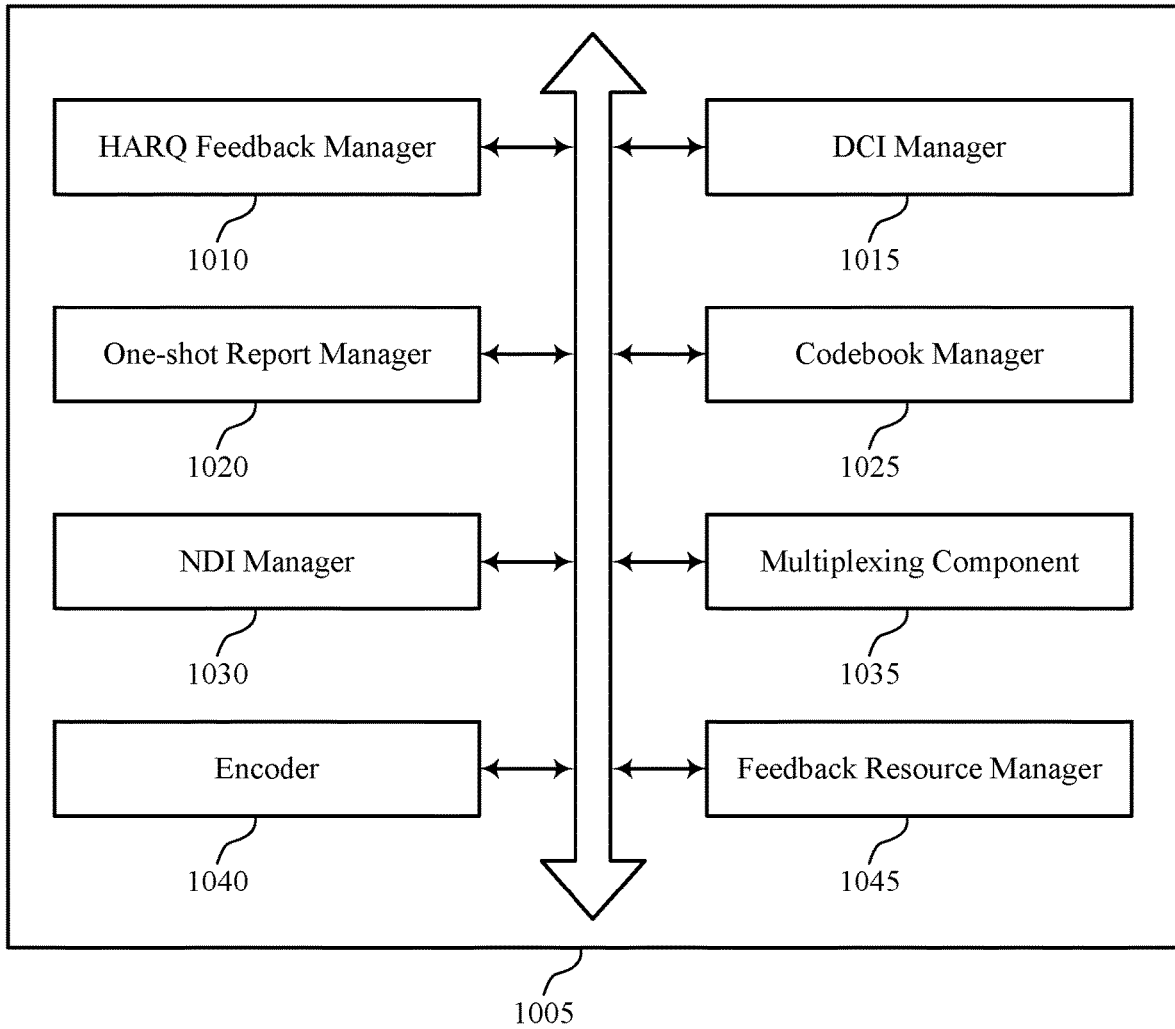 HARQ Feedback Manager
DCI Manager
1010
1015
One-shot Report Manager
Codebook Manager
1020
1025
NDI Manager
Multiplexing Component
1030
1035
Encoder
Feedback Resource Manager
1040
1045
1005